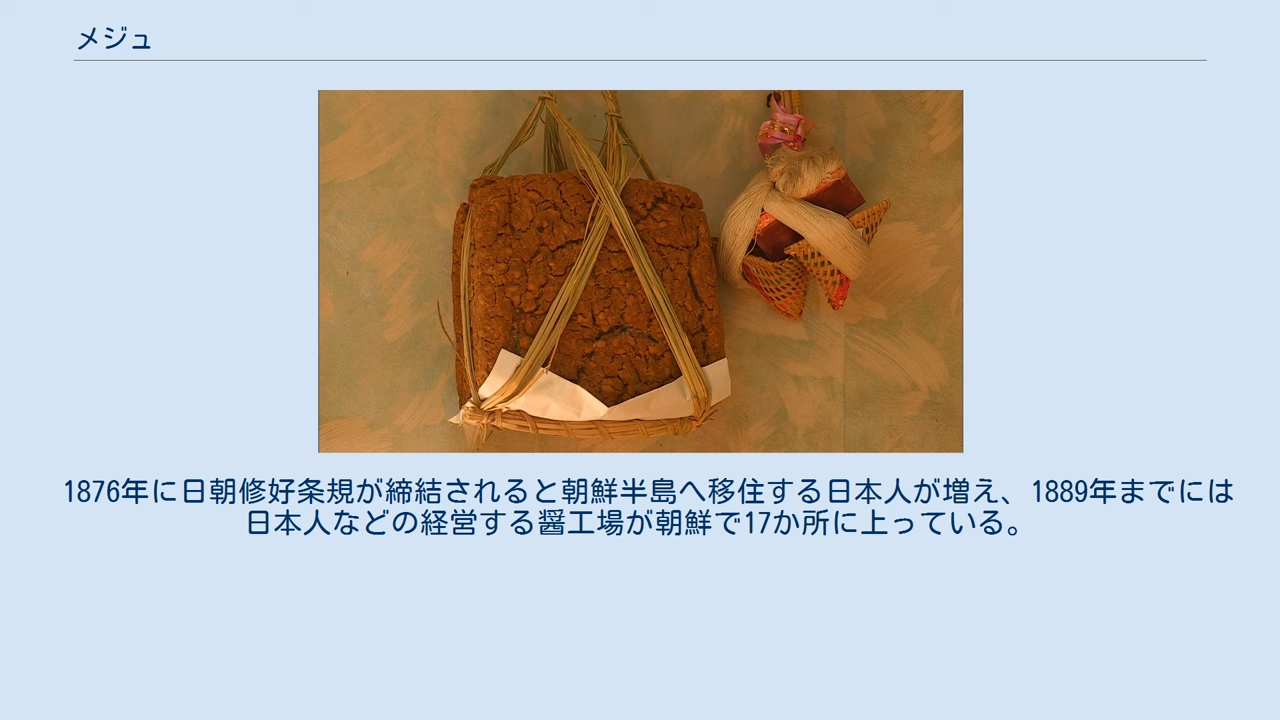 メジュ
1876年に日朝修好条規が締結されると朝鮮半島へ移住する日本人が増え、1889年までには
日本人などの経営する醤工場が朝鮮で17か所に上っている。